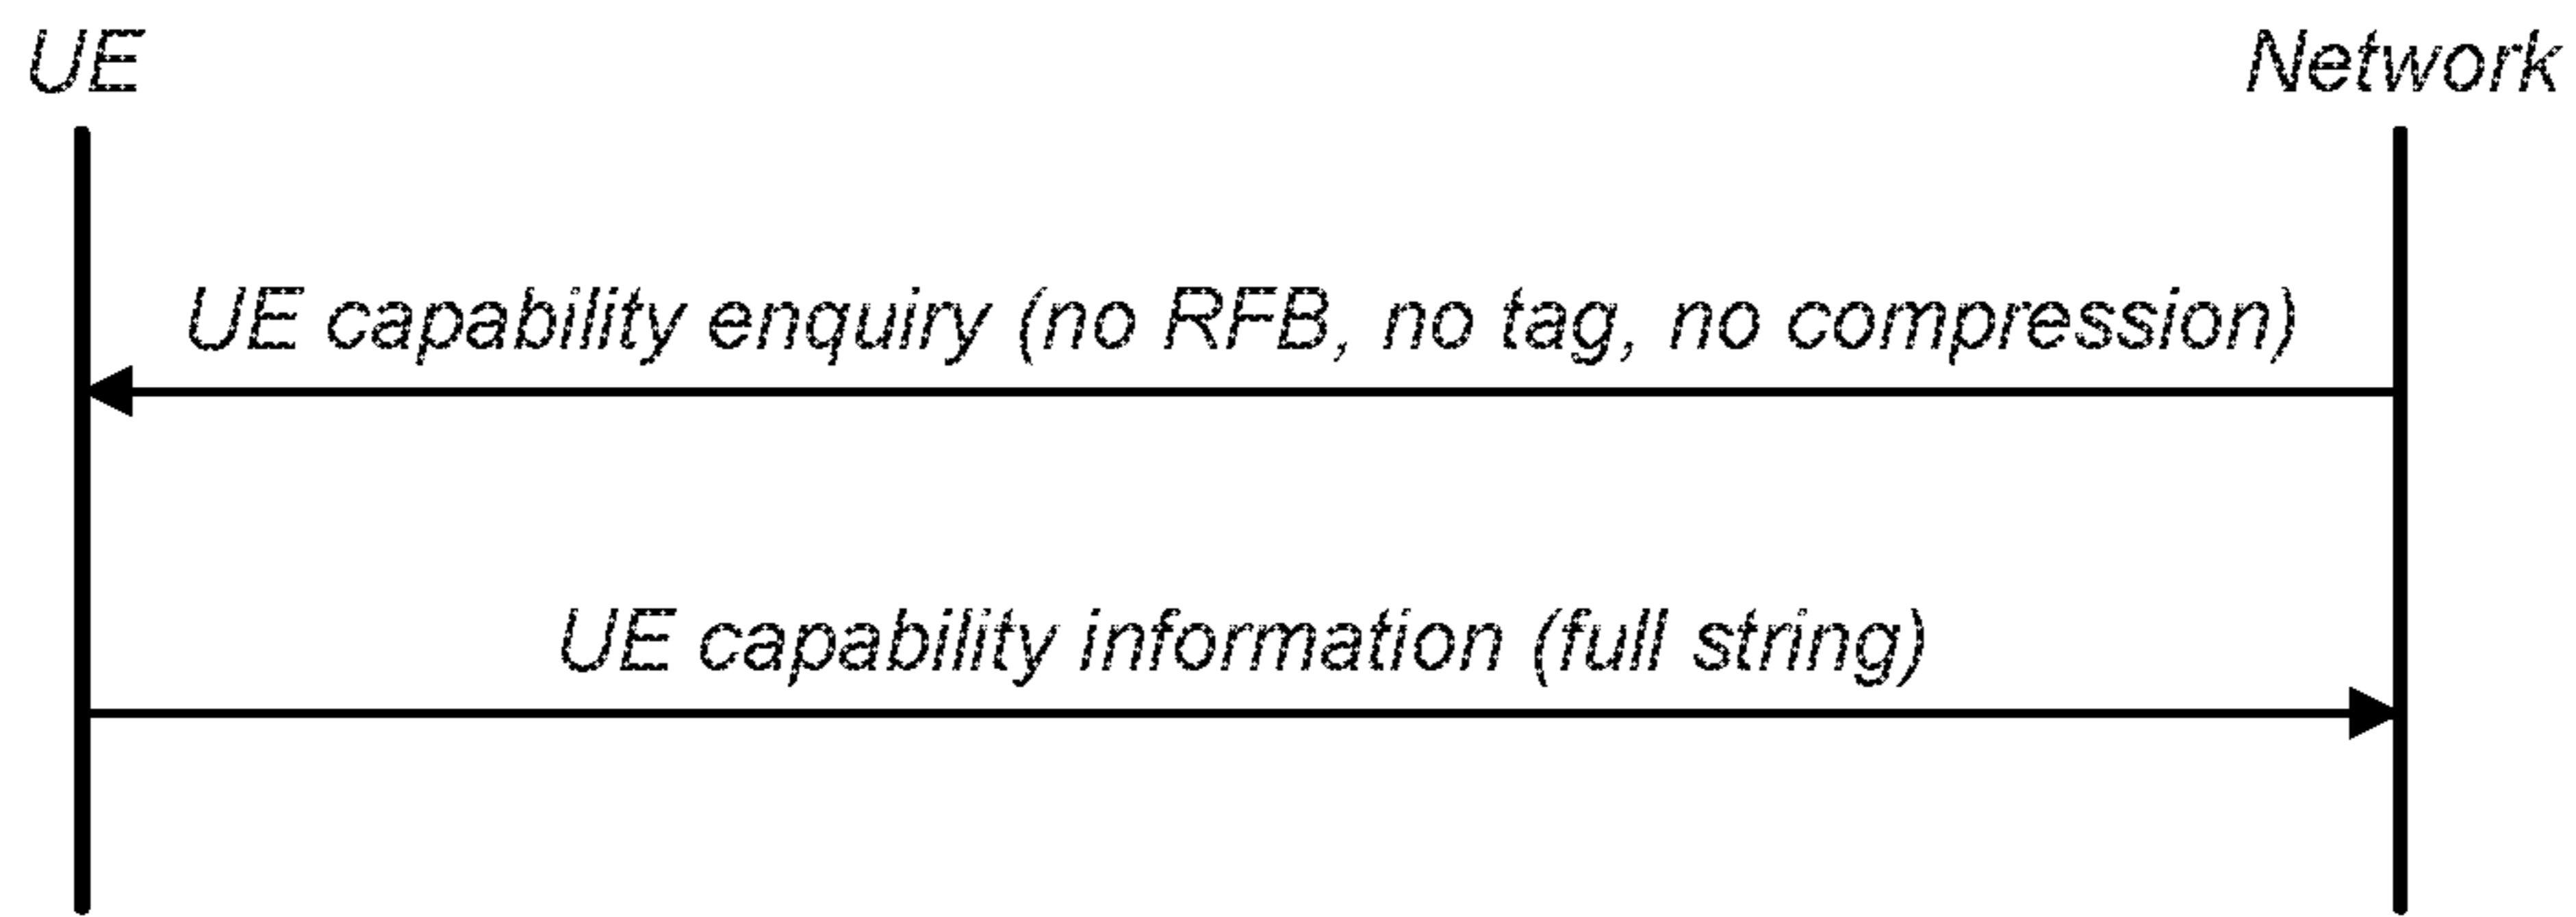 UE
Network
UE capability enquiry (no RFB, no tag, no compression)
UE capability information (full string)